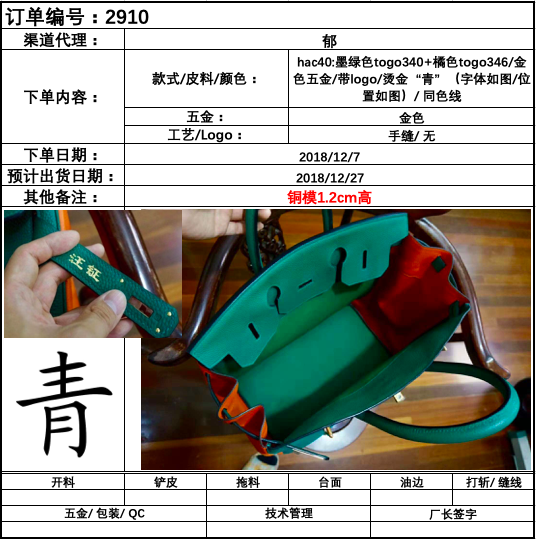 订单编号：2910
渠道代理：
郁
下单内容：
款式/皮料/颜色：
hac40:墨绿色togo340+橘色togo346/金
色五金/带logo/烫金“青”（字体如图/位
置如图）/ 同色线
五金：
金色
工艺/Logo：
手缝/ 无
下单日期：
2018/12/7
预计出货日期：
2018/12/27
其他备注：
铜模1.2cm高
汪征
青
开料
铲皮
拖料
台面
油边
打斩/ 缝线
五金/ 包装/ QC
技术管理
厂长签字